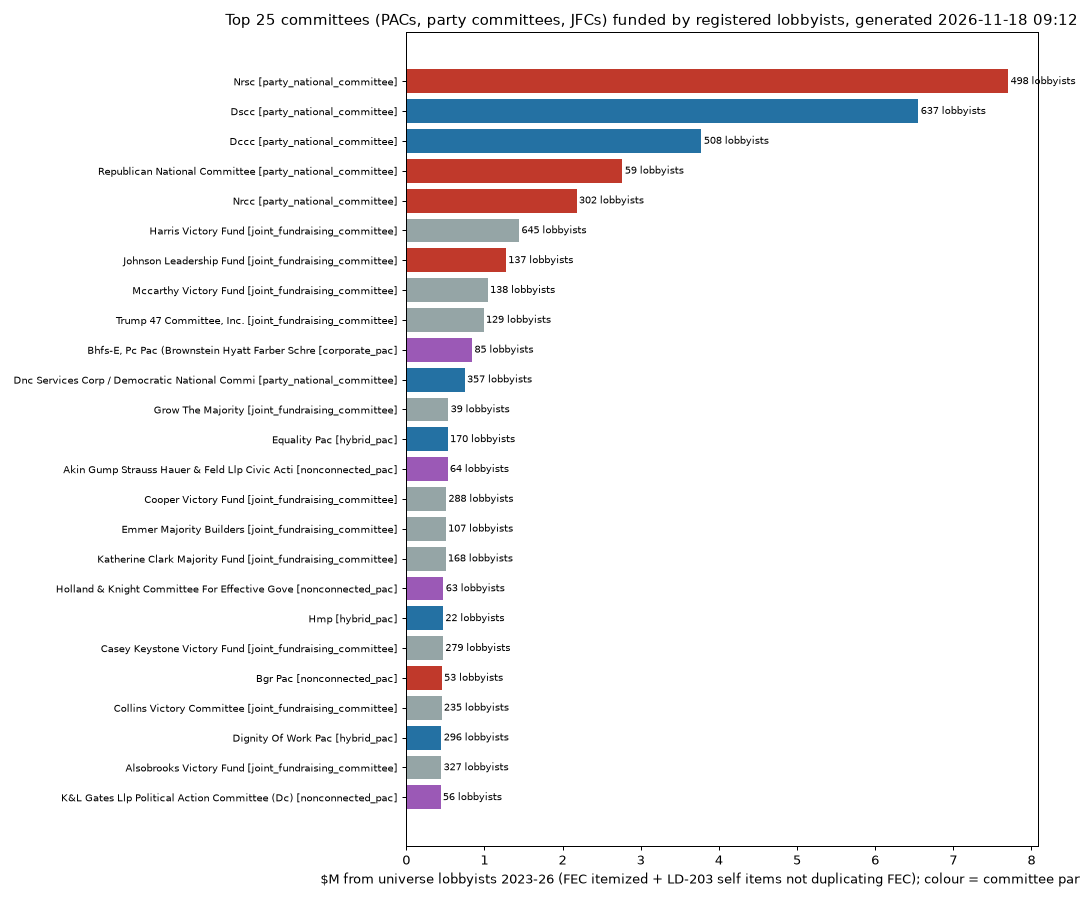 Top 25 committees (PACs, party committees, JFCs) funded by registered lobbyists, generated 2026-11-18 09:12
Nrsc [party_national_committee] 498 lobbyists
Dscc [party_national_committee] 637 lobbyists
Dccc [party_national_committee] 508 lobbyists
Republican National Committee [party_national_committee] 59 lobbyists
Nrcc [party_national_committee] 302 lobbyists
Harris Victory Fund [joint_fundraising_committee] 645 lobbyists
Johnson Leadership Fund [joint_fundraising_committee] 137 lobbyists
Mccarthy Victory Fund [joint_fundraising_committee] 138 lobbyists
Trump 47 Committee, Inc. [joint_fundraising_committee] 129 lobbyists
Bhfs-E, Pc Pac (Brownstein Hyatt Farber Schre [corporate_pac] 85 lobbyists
Dnc Services Corp / Democratic National Commi [party_national_committee] 357 lobbyists
Grow The Majority [joint_fundraising_committee] 39 lobbyists
Equality Pac [hybrid_pac] 170 lobbyists
Akin Gump Strauss Hauer & Feld Llp Civic Acti [nonconnected_pac] 64 lobbyists
Cooper Victory Fund [joint_fundraising_committee] 288 lobbyists
Emmer Majority Builders [joint_fundraising_committee] 107 lobbyists
Katherine Clark Majority Fund [joint_fundraising_committee] 168 lobbyists
Holland & Knight Committee For Effective Gove [nonconnected_pac] 63 lobbyists
Hmp [hybrid_pac] 22 lobbyists
Casey Keystone Victory Fund [joint_fundraising_committee] 279 lobbyists
Bgr Pac [nonconnected_pac] 53 lobbyists
Collins Victory Committee [joint_fundraising_committee] 235 lobbyists
Dignity Of Work Pac [hybrid_pac] 296 lobbyists
Alsobrooks Victory Fund [joint_fundraising_committee] 327 lobbyists
K&L Gates Llp Political Action Committee (Dc) [nonconnected_pac] 56 lobbyists
0 1 2 3 4 5 6 7 8
$M from universe lobbyists 2023-26 (FEC itemized + LD-203 self items not duplicating FEC); colour = committee par